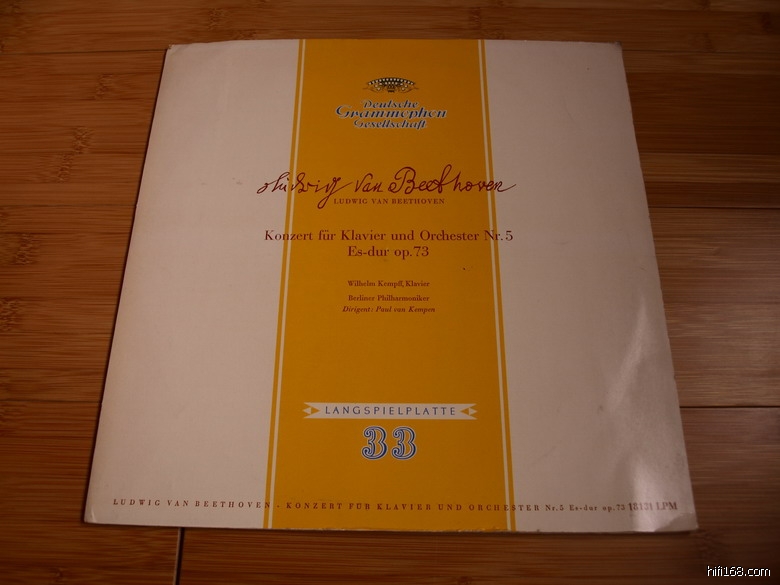 Deutsche
Grammophon
Gesellschaft
Ludwig van Beethoven
LUDWIG VAN BEETHOVEN
Konzert für Klavier und Orchester Nr. 5
Es-dur op. 73
Wilhelm Kempff, Klavier
Berliner Philharmoniker
Dirigent: Paul van Kempen
LANGSPIELPLATTE
33
LUDWIG VAN BEETHOVEN · KONZERT FÜR KLAVIER UND ORCHESTER Nr. 5 Es-dur op. 73 18131 LPM
hifi168.com